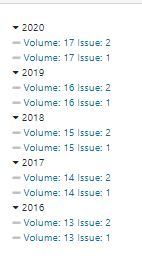 2020
Volume: 17 Issue: 2
Volume: 17 Issue: 1
2019
Volume: 16 Issue: 2
Volume: 16 Issue: 1
2018
Volume: 15 Issue: 2
Volume: 15 Issue: 1
2017
Volume: 14 Issue: 2
Volume: 14 Issue: 1
2016
Volume: 13 Issue: 2
Volume: 13 Issue: 1